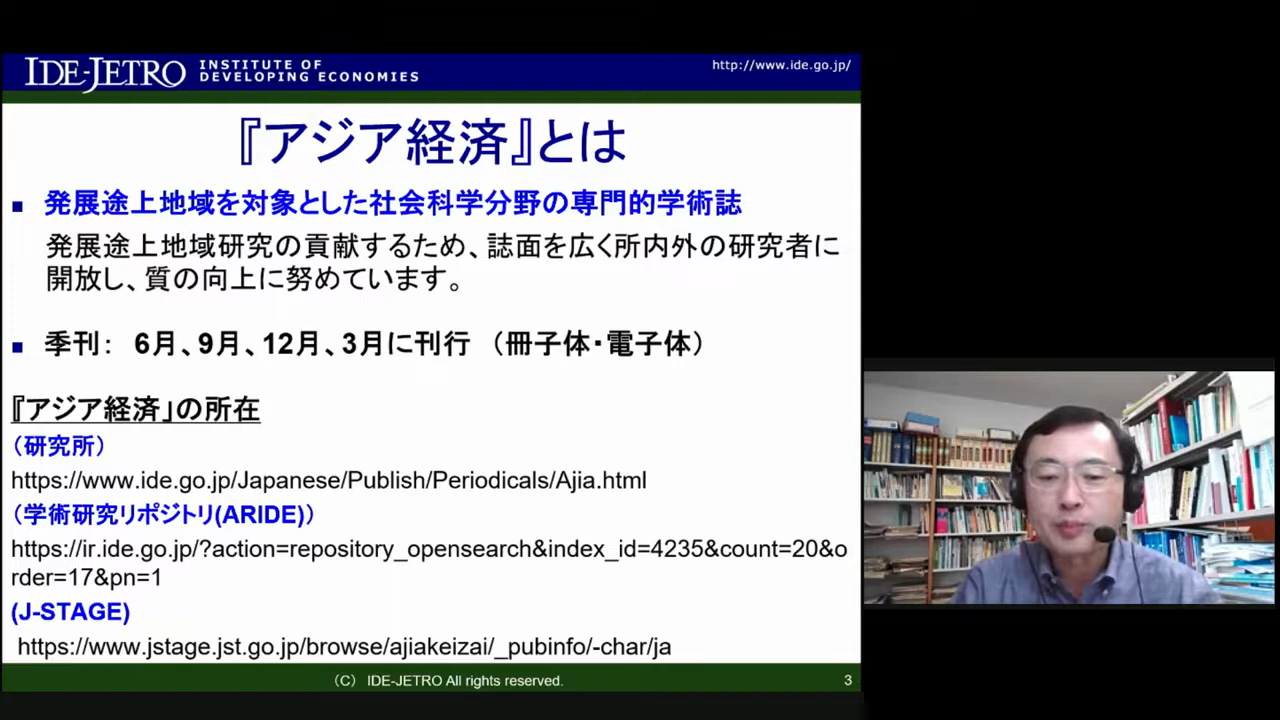 IDE-JETRO INSTITUTE OF
DEVELOPING ECONOMIES
http://www.ide.go.jp/
『アジア経済』とは
■ 発展途上地域を対象とした社会科学分野の専門的学術誌
発展途上地域研究の貢献するため、誌面を広く所内外の研究者に
開放し、質の向上に努めています。
■ 季刊： 6月、9月、12月、3月に刊行 （冊子体・電子体）
『アジア経済」の所在
（研究所）
https://www.ide.go.jp/Japanese/Publish/Periodicals/Ajia.html
（学術研究リポジトリ(ARIDE)）
https://ir.ide.go.jp/?action=repository_opensearch&index_id=4235&count=20&o
rder=17&pn=1
(J-STAGE)
https://www.jstage.jst.go.jp/browse/ajiakeizai/_pubinfo/-char/ja
（C） IDE-JETRO All rights reserved.
3